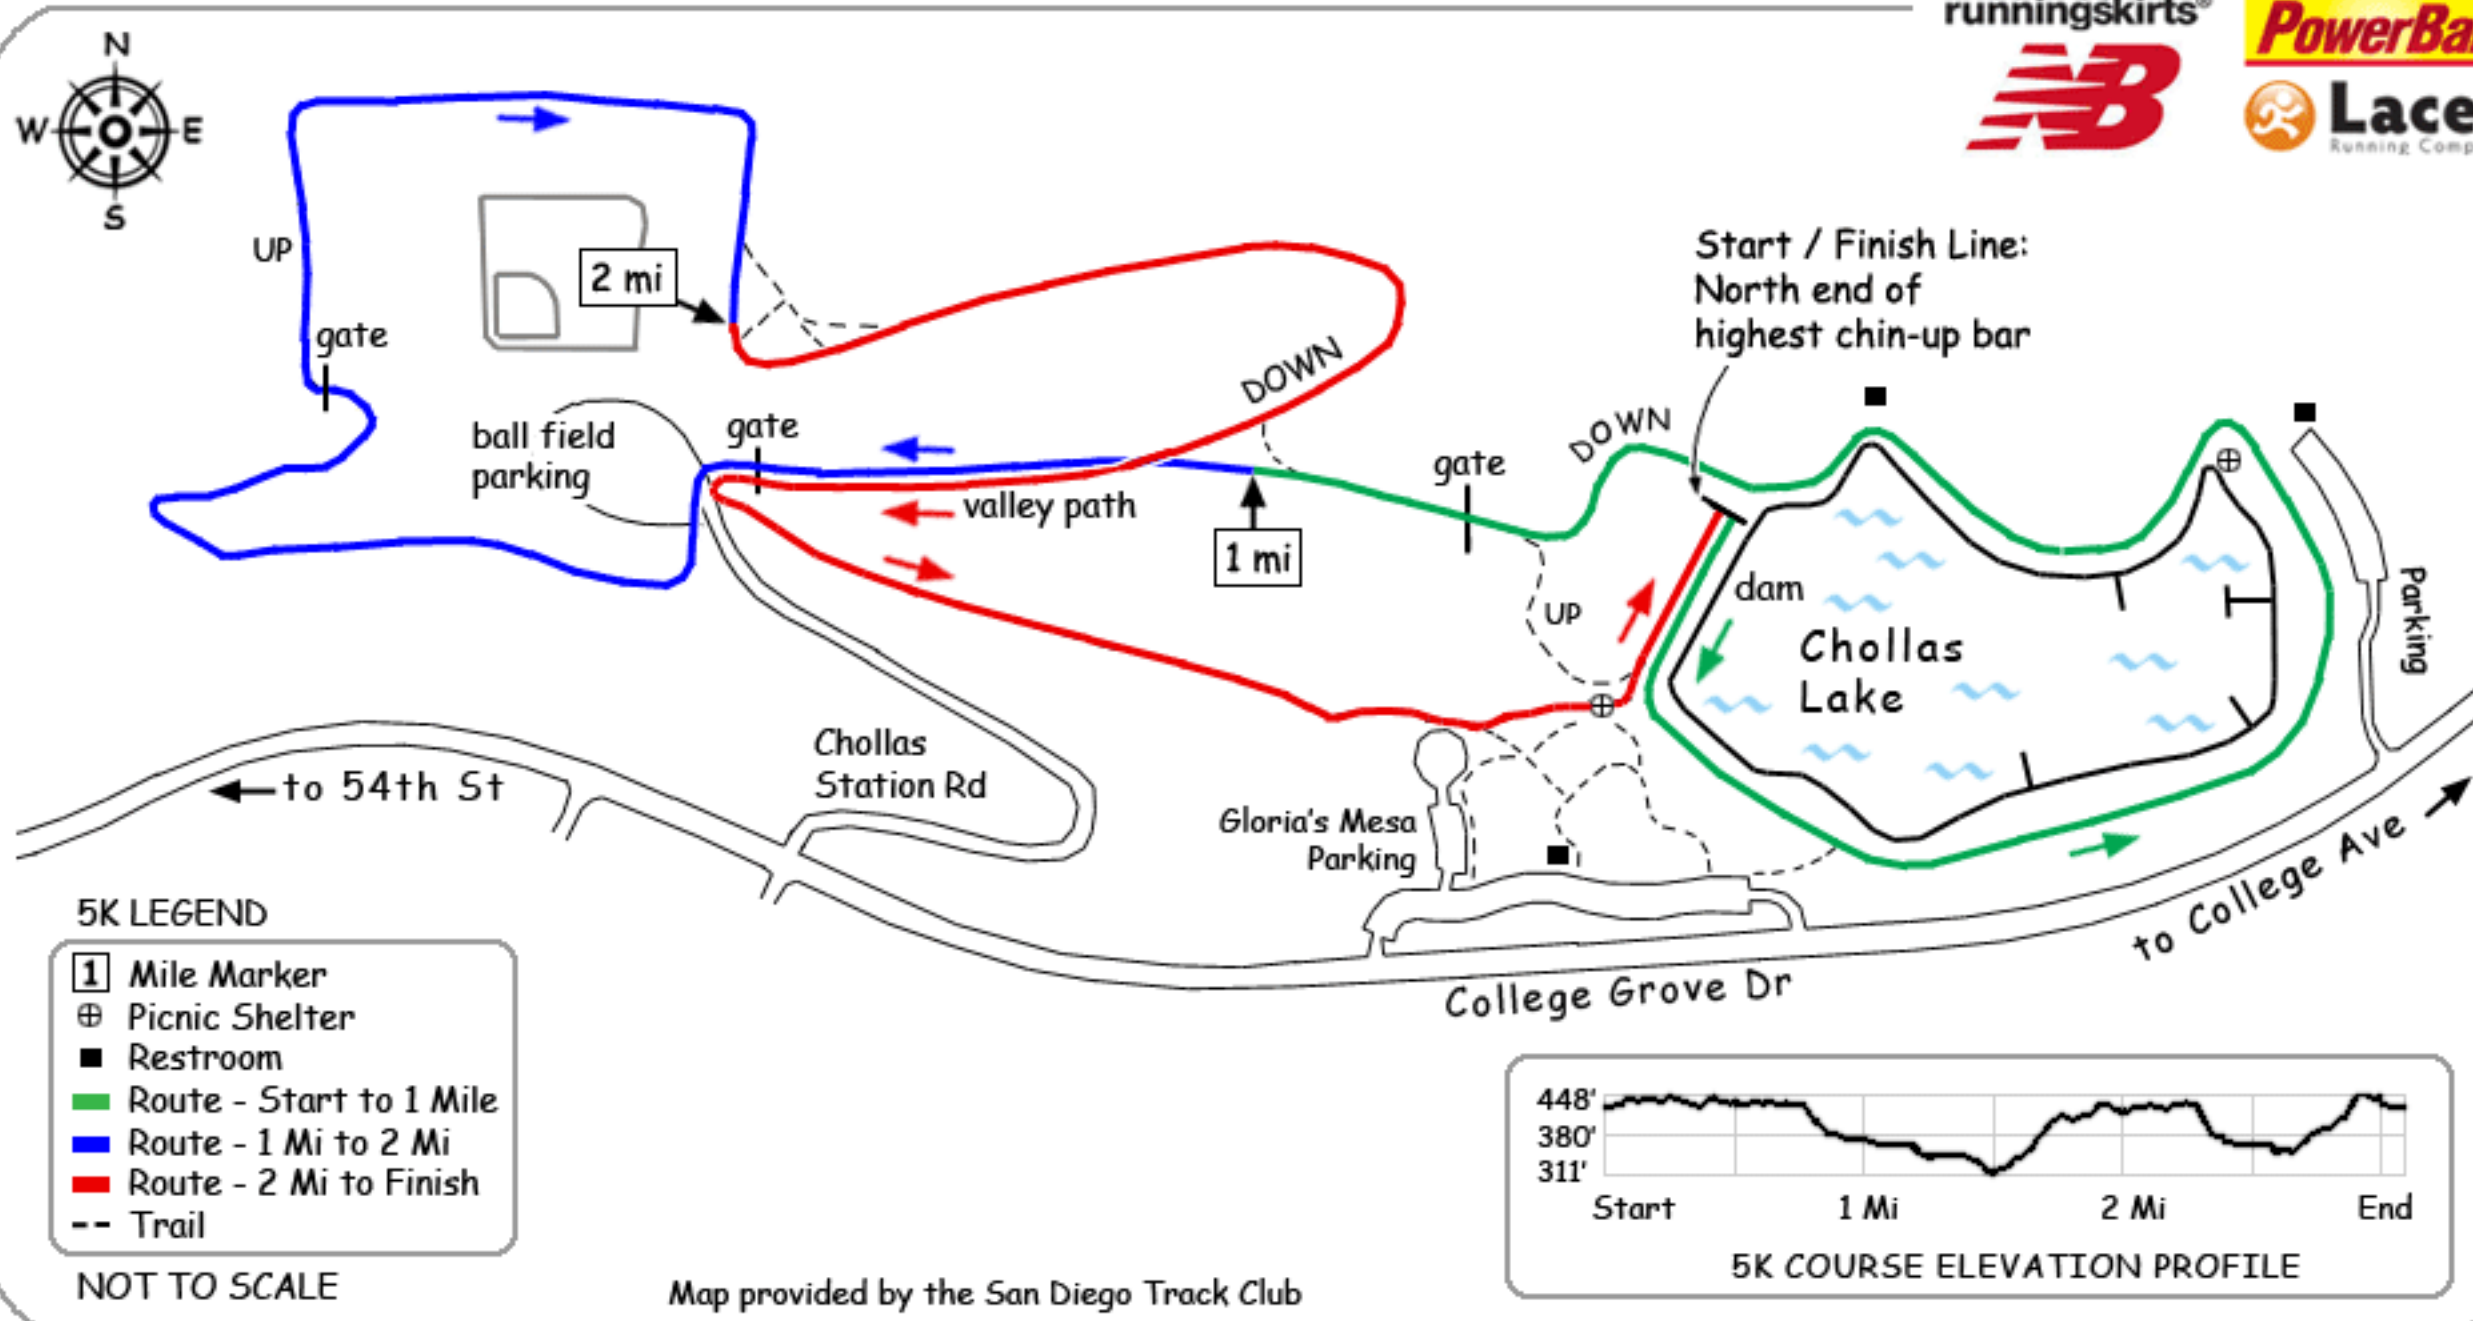 runningskirts®
PowerBa
NB
Lace
Running Comp
N
W E
S
UP
2 mi
gate
ball field
parking
gate
DOWN
valley path
1 mi
gate
DOWN
UP
Start / Finish Line:
North end of
highest chin-up bar
dam
Chollas
Lake
Parking
Chollas
Station Rd
to 54th St
Gloria's Mesa
Parking
College Grove Dr
to College Ave
5K LEGEND
1 Mile Marker
Picnic Shelter
Restroom
Route - Start to 1 Mile
Route - 1 Mi to 2 Mi
Route - 2 Mi to Finish
Trail
NOT TO SCALE
Map provided by the San Diego Track Club
448'
380'
311'
Start 1 Mi 2 Mi End
5K COURSE ELEVATION PROFILE